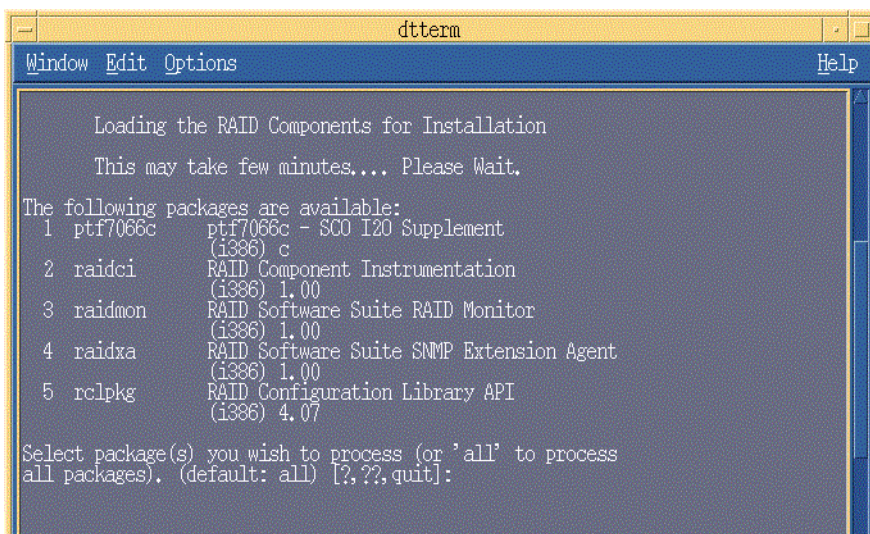 dtterm
Window Edit Options Help
Loading the RAID Components for Installation
This may take few minutes.... Please Wait.
The following packages are available:
1 ptf7066c ptf7066c - SCO I2O Supplement
(i386) c
2 raidci RAID Component Instrumentation
(i386) 1.00
3 raidmon RAID Software Suite RAID Monitor
(i386) 1.00
4 raidxa RAID Software Suite SNMP Extension Agent
(i386) 1.00
5 rclpkg RAID Configuration Library API
(i386) 4.07
Select package(s) you wish to process (or 'all' to process
all packages). (default: all) [?,??,quit]: